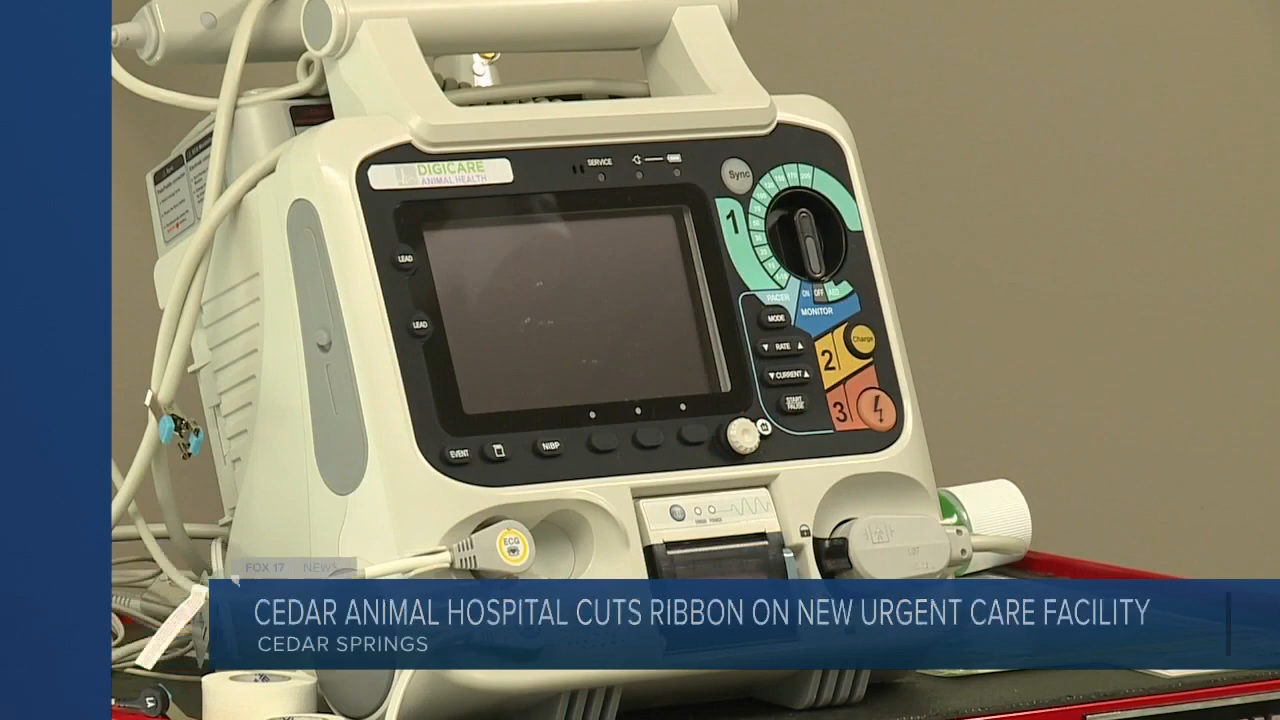 DIGICARE
ANIMAL HEALTH
SERVICE
Sync
1
LEAD
LEAD
ON OFF AED
PACER
MONITOR
MODE
▼ RATE ▲
▼ CURRENT ▲
START
PAUSE
2
Charge
3
EVENT
NIBP
ECG
FOX 17 NEWS
CEDAR ANIMAL HOSPITAL CUTS RIBBON ON NEW URGENT CARE FACILITY
CEDAR SPRINGS